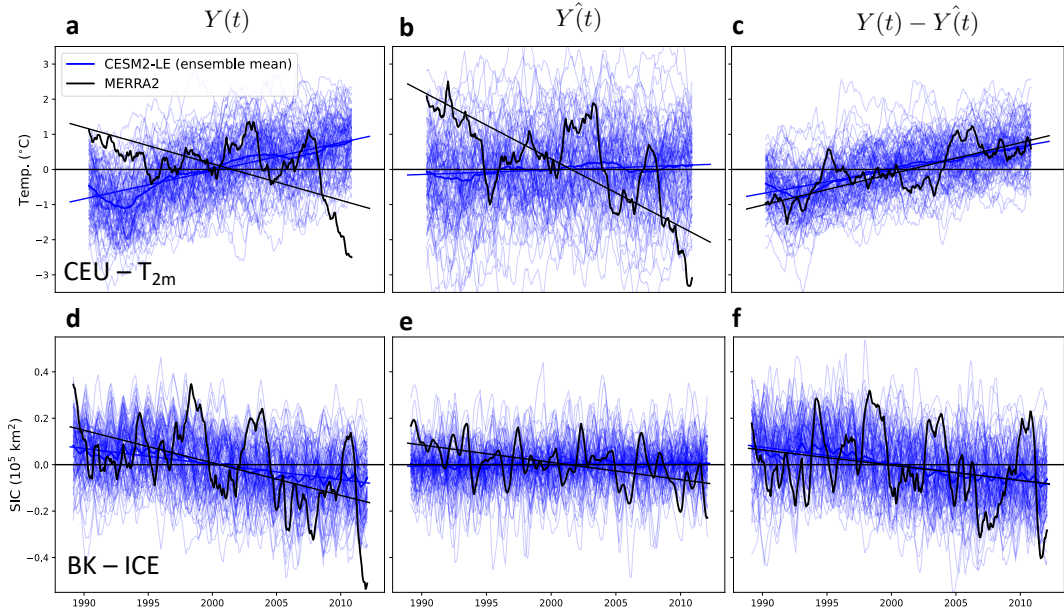 Y(t)
Ŷ(t)
Y(t) − Ŷ(t)
a
b
c
CESM2-LE (ensemble mean)
MERRA2
Temp. (°C)
3
2
1
0
−1
−2
−3
CEU – T2m
d
e
f
SIC (10⁵ km²)
0.4
0.2
0.0
−0.2
−0,4
BK – ICE
1990 1995 2000 2005 2010
1990 1995 2000 2005 2010
1990 1995 2000 2005 2010